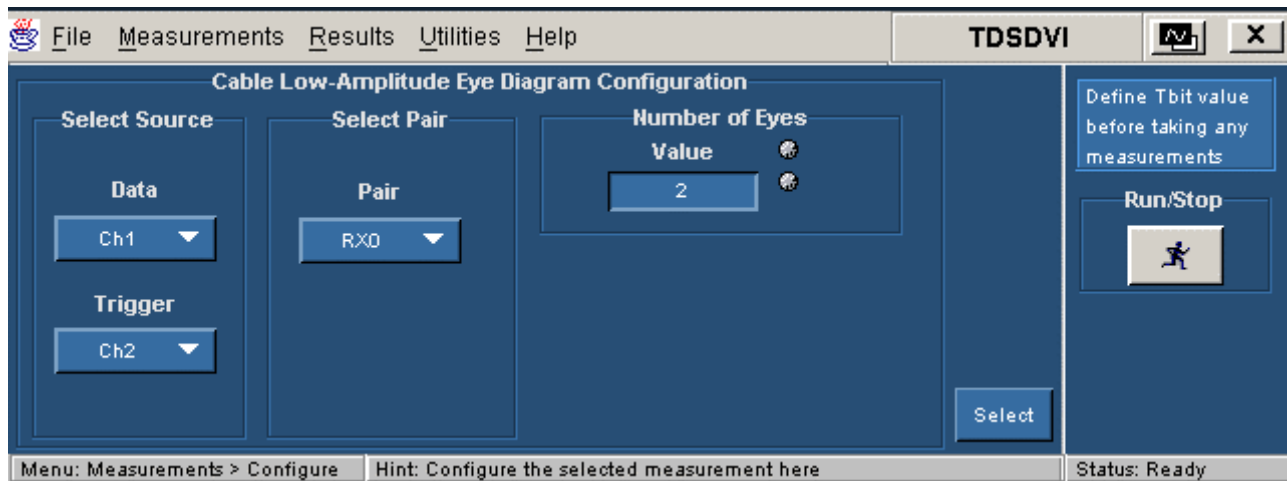 File Measurements Results Utilities Help
TDSDVI
X
Cable Low-Amplitude Eye Diagram Configuration
Select Source
Data
Ch1
Trigger
Ch2
Select Pair
Pair
RX0
Number of Eyes
Value
2
Select
Define Tbit value
before taking any
measurements
Run/Stop
Menu: Measurements > Configure
Hint: Configure the selected measurement here
Status: Ready